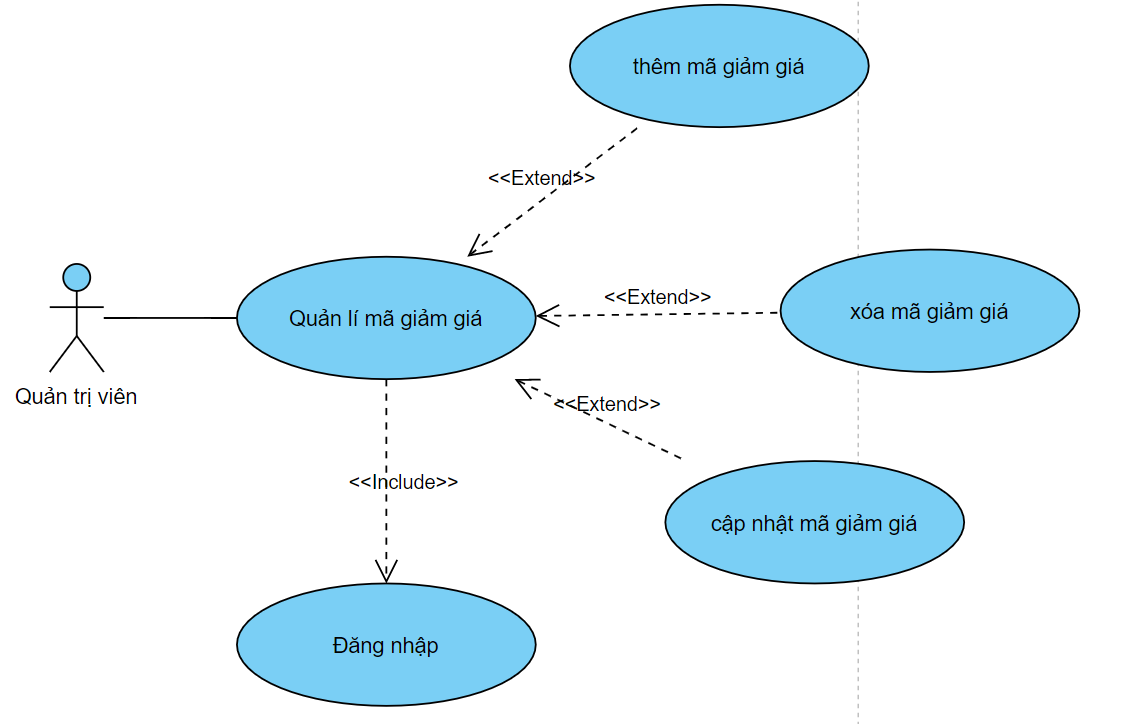 thêm mã giảm giá
<<Extend>>
<<Extend>>
xóa mã giảm giá
Quản lí mã giảm giá
Quản trị viên
<<Extend>>
<<Include>>
cập nhật mã giảm giá
Đăng nhập